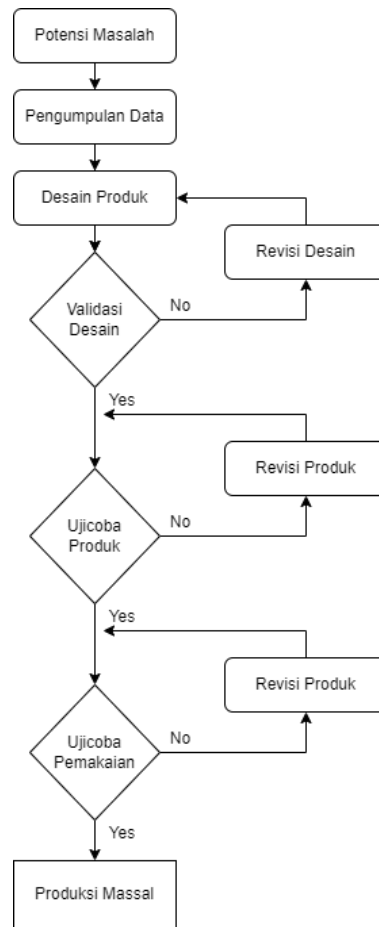 Potensi Masalah
Pengumpulan Data
Desain Produk
Revisi Desain
Validasi
Desain
No
Yes
Revisi Produk
Ujicoba
Produk
No
Yes
Revisi Produk
Ujicoba
Pemakaian
No
Yes
Produksi Massal